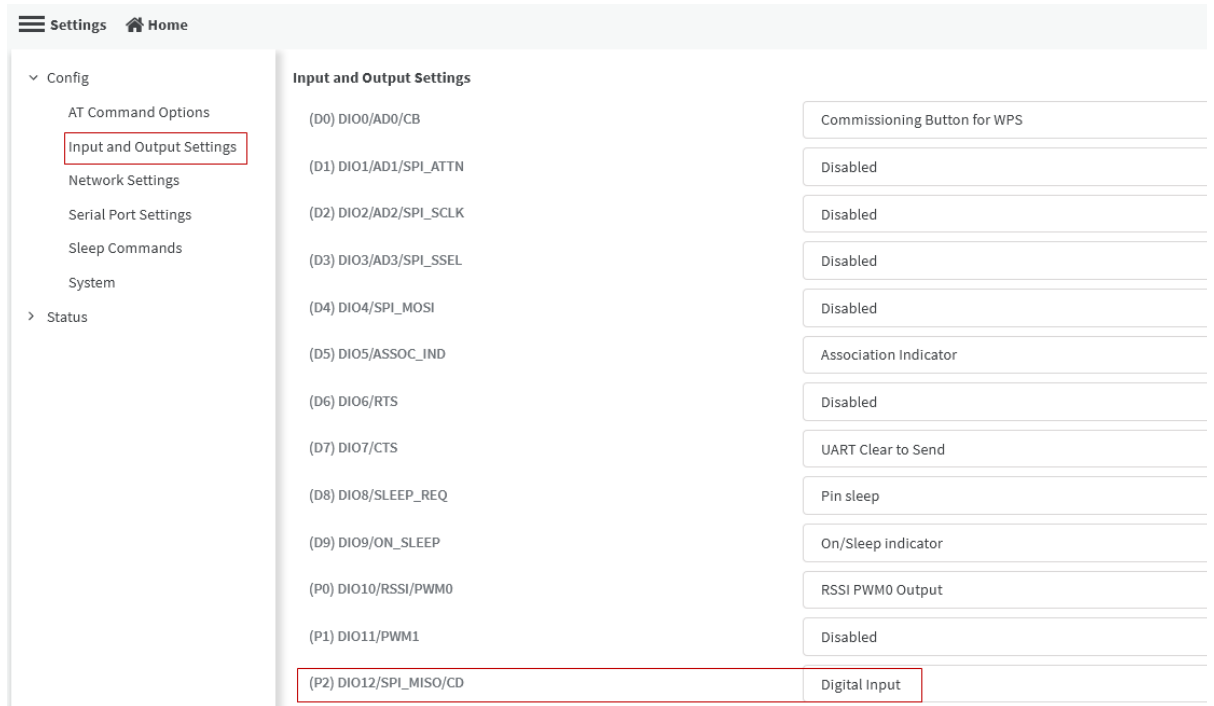 Settings Home
Config
AT Command Options
Input and Output Settings
Network Settings
Serial Port Settings
Sleep Commands
System
Status
Input and Output Settings
(D0) DIO0/AD0/CB Commissioning Button for WPS
(D1) DIO1/AD1/SPI_ATTN Disabled
(D2) DIO2/AD2/SPI_SCLK Disabled
(D3) DIO3/AD3/SPI_SSEL Disabled
(D4) DIO4/SPI_MOSI Disabled
(D5) DIO5/ASSOC_IND Association Indicator
(D6) DIO6/RTS Disabled
(D7) DIO7/CTS UART Clear to Send
(D8) DIO8/SLEEP_REQ Pin sleep
(D9) DIO9/ON_SLEEP On/Sleep indicator
(P0) DIO10/RSSI/PWM0 RSSI PWM0 Output
(P1) DIO11/PWM1 Disabled
(P2) DIO12/SPI_MISO/CD Digital Input